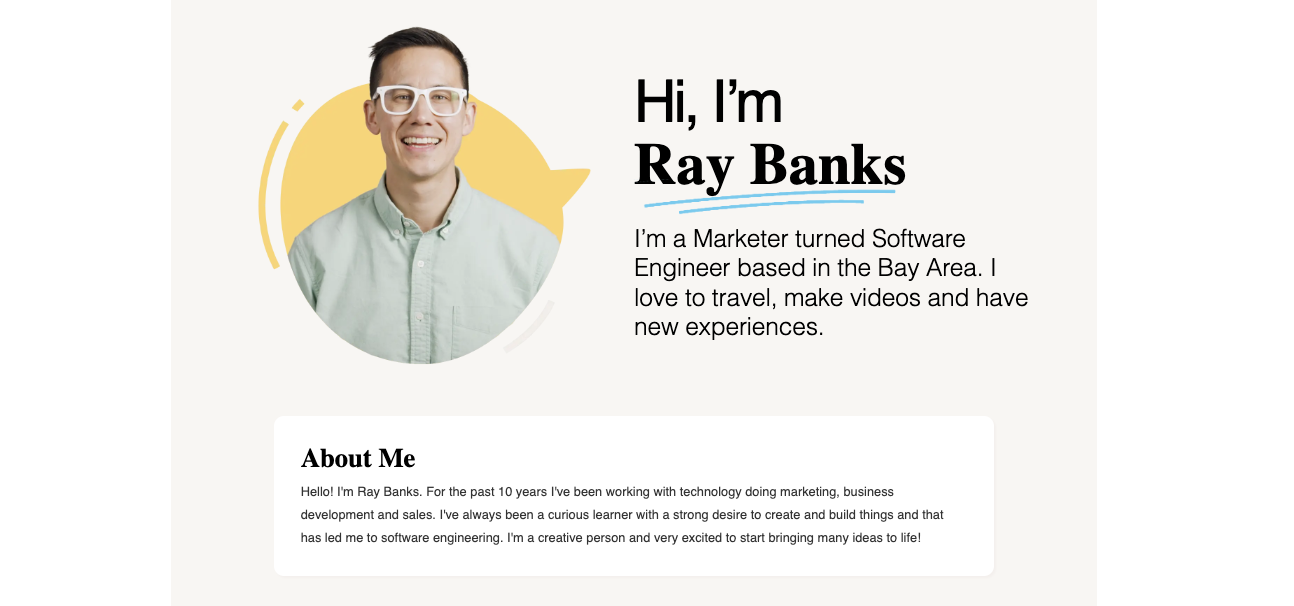 Hi, I’m
Ray Banks
I’m a Marketer turned Software
Engineer based in the Bay Area. I
love to travel, make videos and have
new experiences.
About Me
Hello! I'm Ray Banks. For the past 10 years I've been working with technology doing marketing, business
development and sales. I've always been a curious learner with a strong desire to create and build things and that
has led me to software engineering. I'm a creative person and very excited to start bringing many ideas to life!